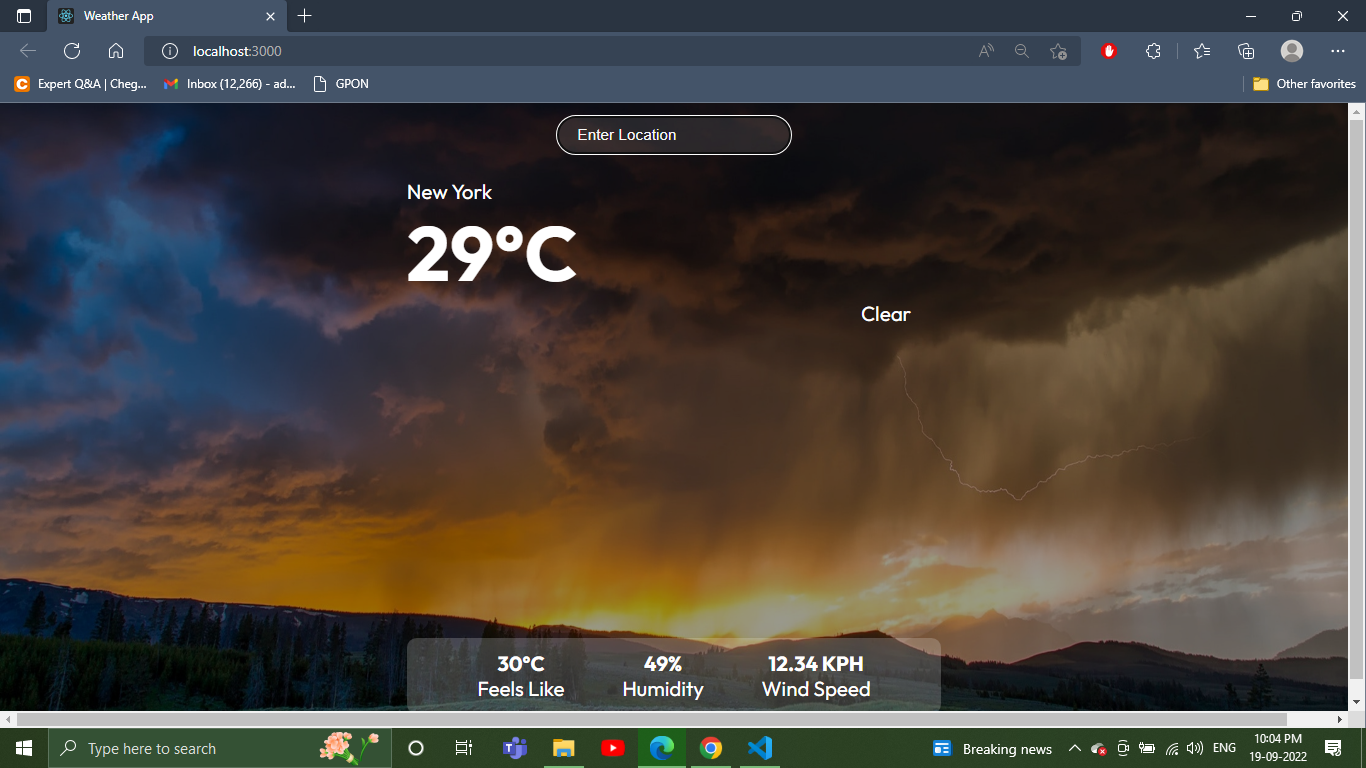 Weather App
localhost:3000
Expert Q&A | Cheg...
Inbox (12,266) - ad...
GPON
Other favorites
Enter Location
New York
29°C
Clear
30°C 49% 12.34 KPH
Feels Like Humidity Wind Speed
Type here to search
Breaking news
ENG
10:04 PM
19-09-2022